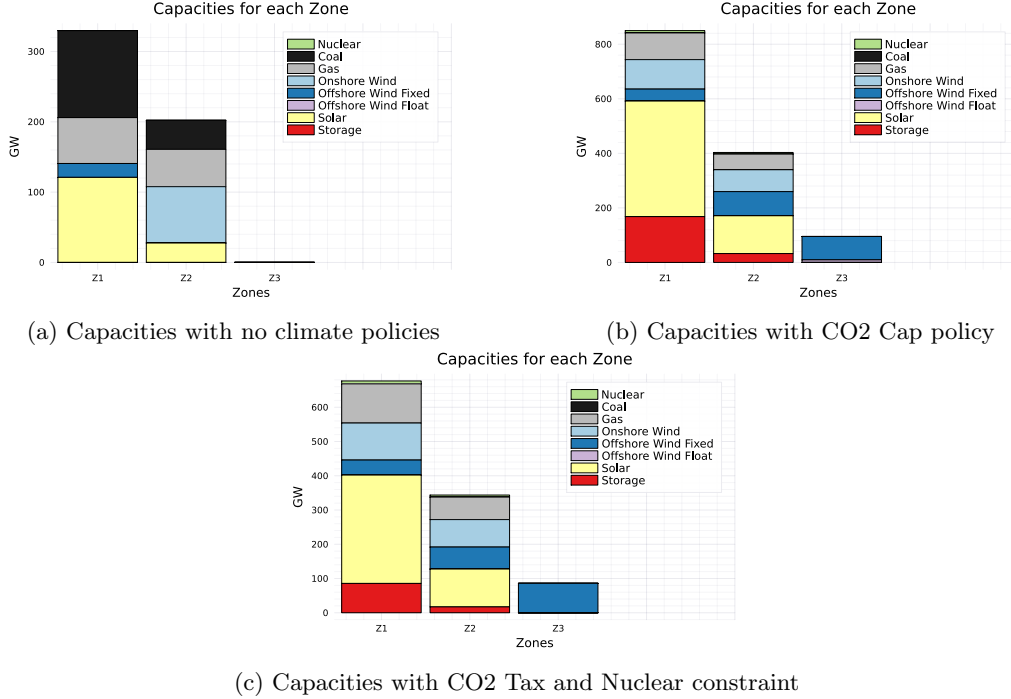 Capacities for each Zone
GW
300
200
100
0
Nuclear
Coal
Gas
Onshore Wind
Offshore Wind Fixed
Offshore Wind Float
Solar
Storage
Z1 Z2 Z3
Zones
(a) Capacities with no climate policies
Capacities for each Zone
GW
800
600
400
200
0
Nuclear
Coal
Gas
Onshore Wind
Offshore Wind Fixed
Offshore Wind Float
Solar
Storage
Z1 Z2 Z3
Zones
(b) Capacities with CO2 Cap policy
Capacities for each Zone
GW
600
500
400
300
200
100
0
Nuclear
Coal
Gas
Onshore Wind
Offshore Wind Fixed
Offshore Wind Float
Solar
Storage
Z1 Z2 Z3
Zones
(c) Capacities with CO2 Tax and Nuclear constraint